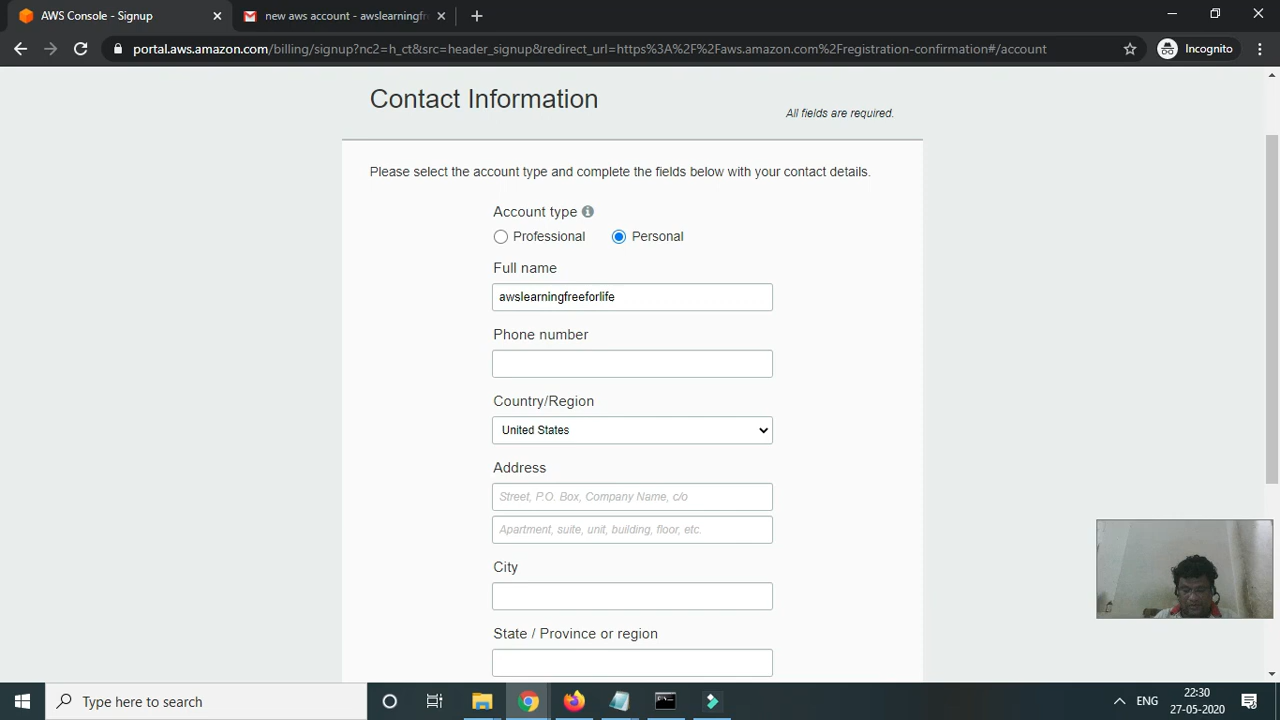 AWS Console - Signup
new aws account - awslearningfr
portal.aws.amazon.com/billing/signup?nc2=h_ct&src=header_signup&redirect_url=https%3A%2F%2Faws.amazon.com%2Fregistration-confirmation#/account
Incognito
Contact Information
All fields are required.
Please select the account type and complete the fields below with your contact details.
Account type
Professional Personal
Full name
awslearningfreeforlife
Phone number
Country/Region
United States
Address
Street, P.O. Box, Company Name, c/o
Apartment, suite, unit, building, floor, etc.
City
State / Province or region
Type here to search
ENG
22:30
27-05-2020